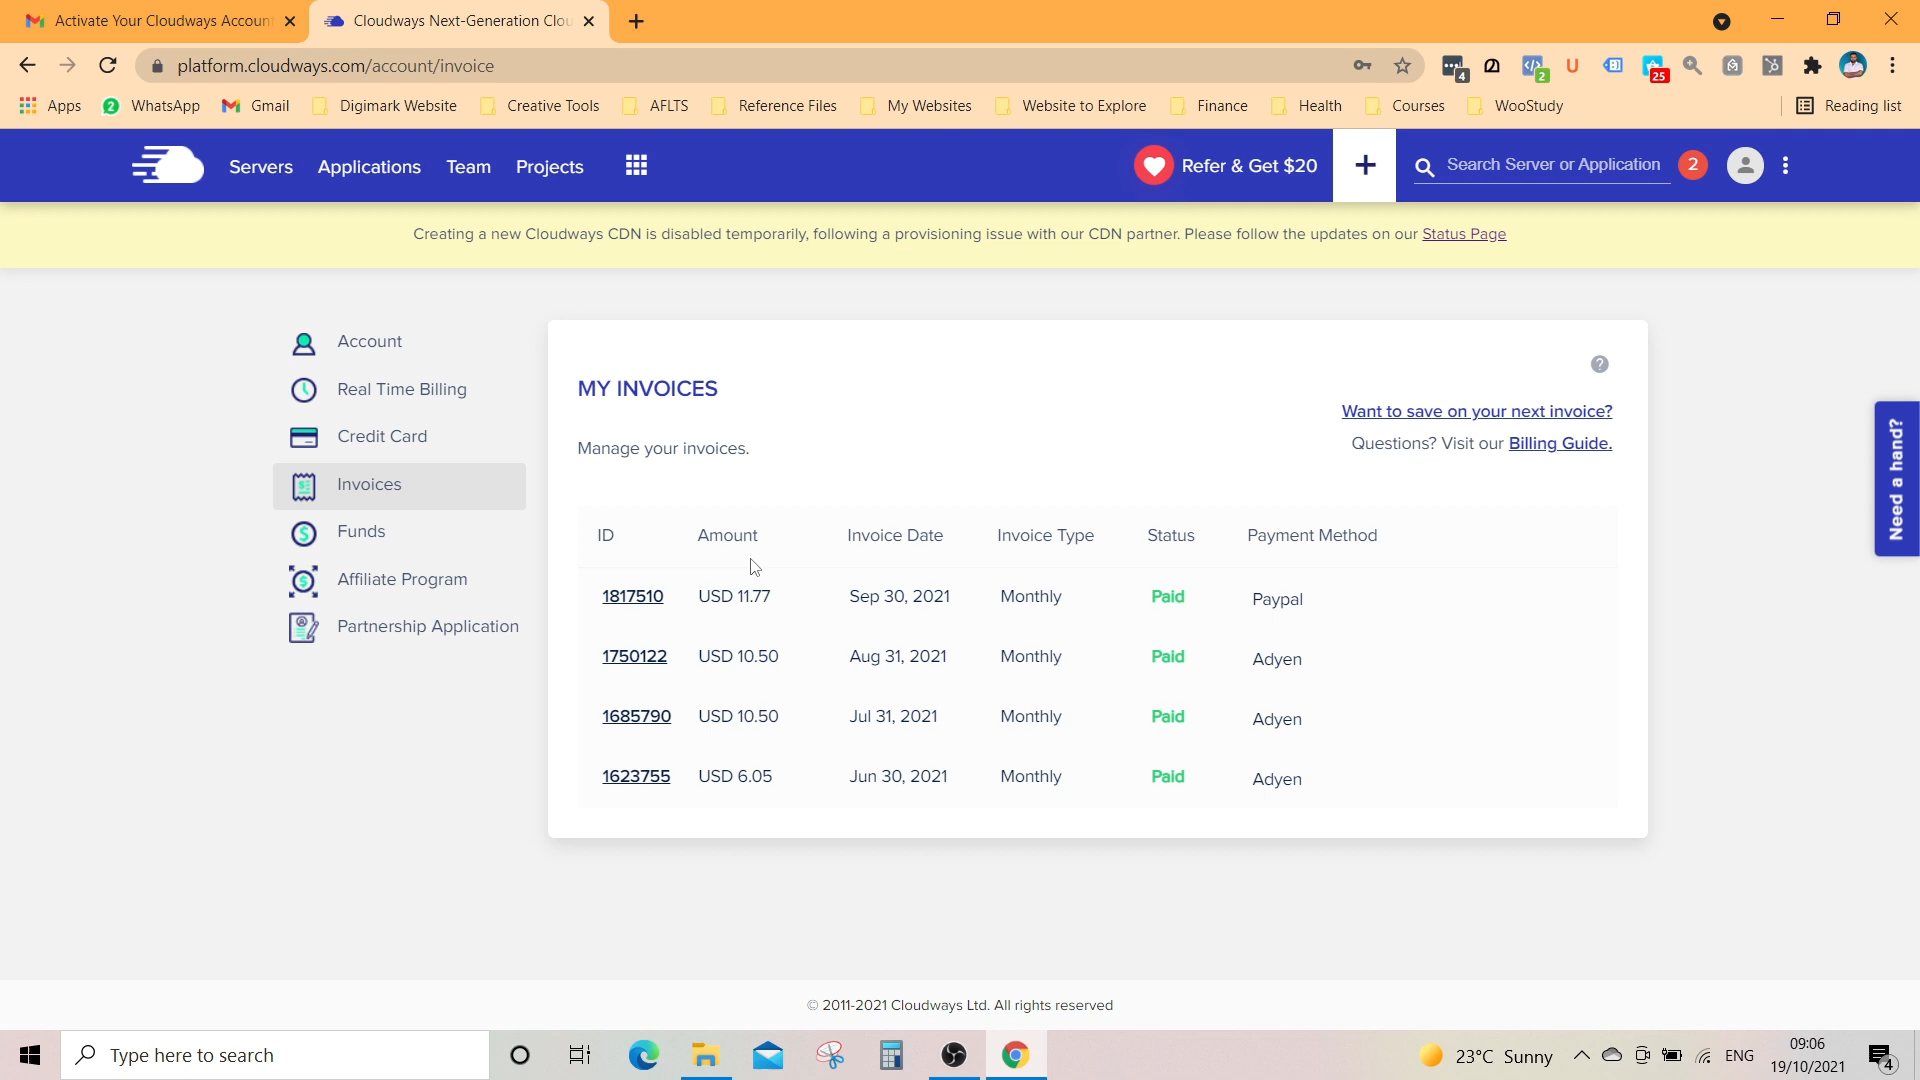 Activate Your Cloudways Accoun
Cloudways Next-Generation Clou
platform.cloudways.com/account/invoice
4
2
25
Apps
2
WhatsApp
Gmail
Digimark Website
Creative Tools
AFLTS
Reference Files
My Websites
Website to Explore
Finance
Health
Courses
WooStudy
Reading list
Servers
Applications
Team
Projects
Refer & Get $20
+
Search Server or Application
2
Creating a new Cloudways CDN is disabled temporarily, following a provisioning issue with our CDN partner. Please follow the updates on our Status Page
Account
Real Time Billing
Credit Card
Invoices
Funds
Affiliate Program
Partnership Application
?
MY INVOICES
Want to save on your next invoice?
Questions? Visit our Billing Guide.
Manage your invoices.
ID Amount Invoice Date Invoice Type Status Payment Method
1817510 USD 11.77 Sep 30, 2021 Monthly Paid Paypal
1750122 USD 10.50 Aug 31, 2021 Monthly Paid Adyen
1685790 USD 10.50 Jul 31, 2021 Monthly Paid Adyen
1623755 USD 6.05 Jun 30, 2021 Monthly Paid Adyen
Need a hand?
© 2011-2021 Cloudways Ltd. All rights reserved
Type here to search
23°C Sunny
ENG
09:06
19/10/2021
4